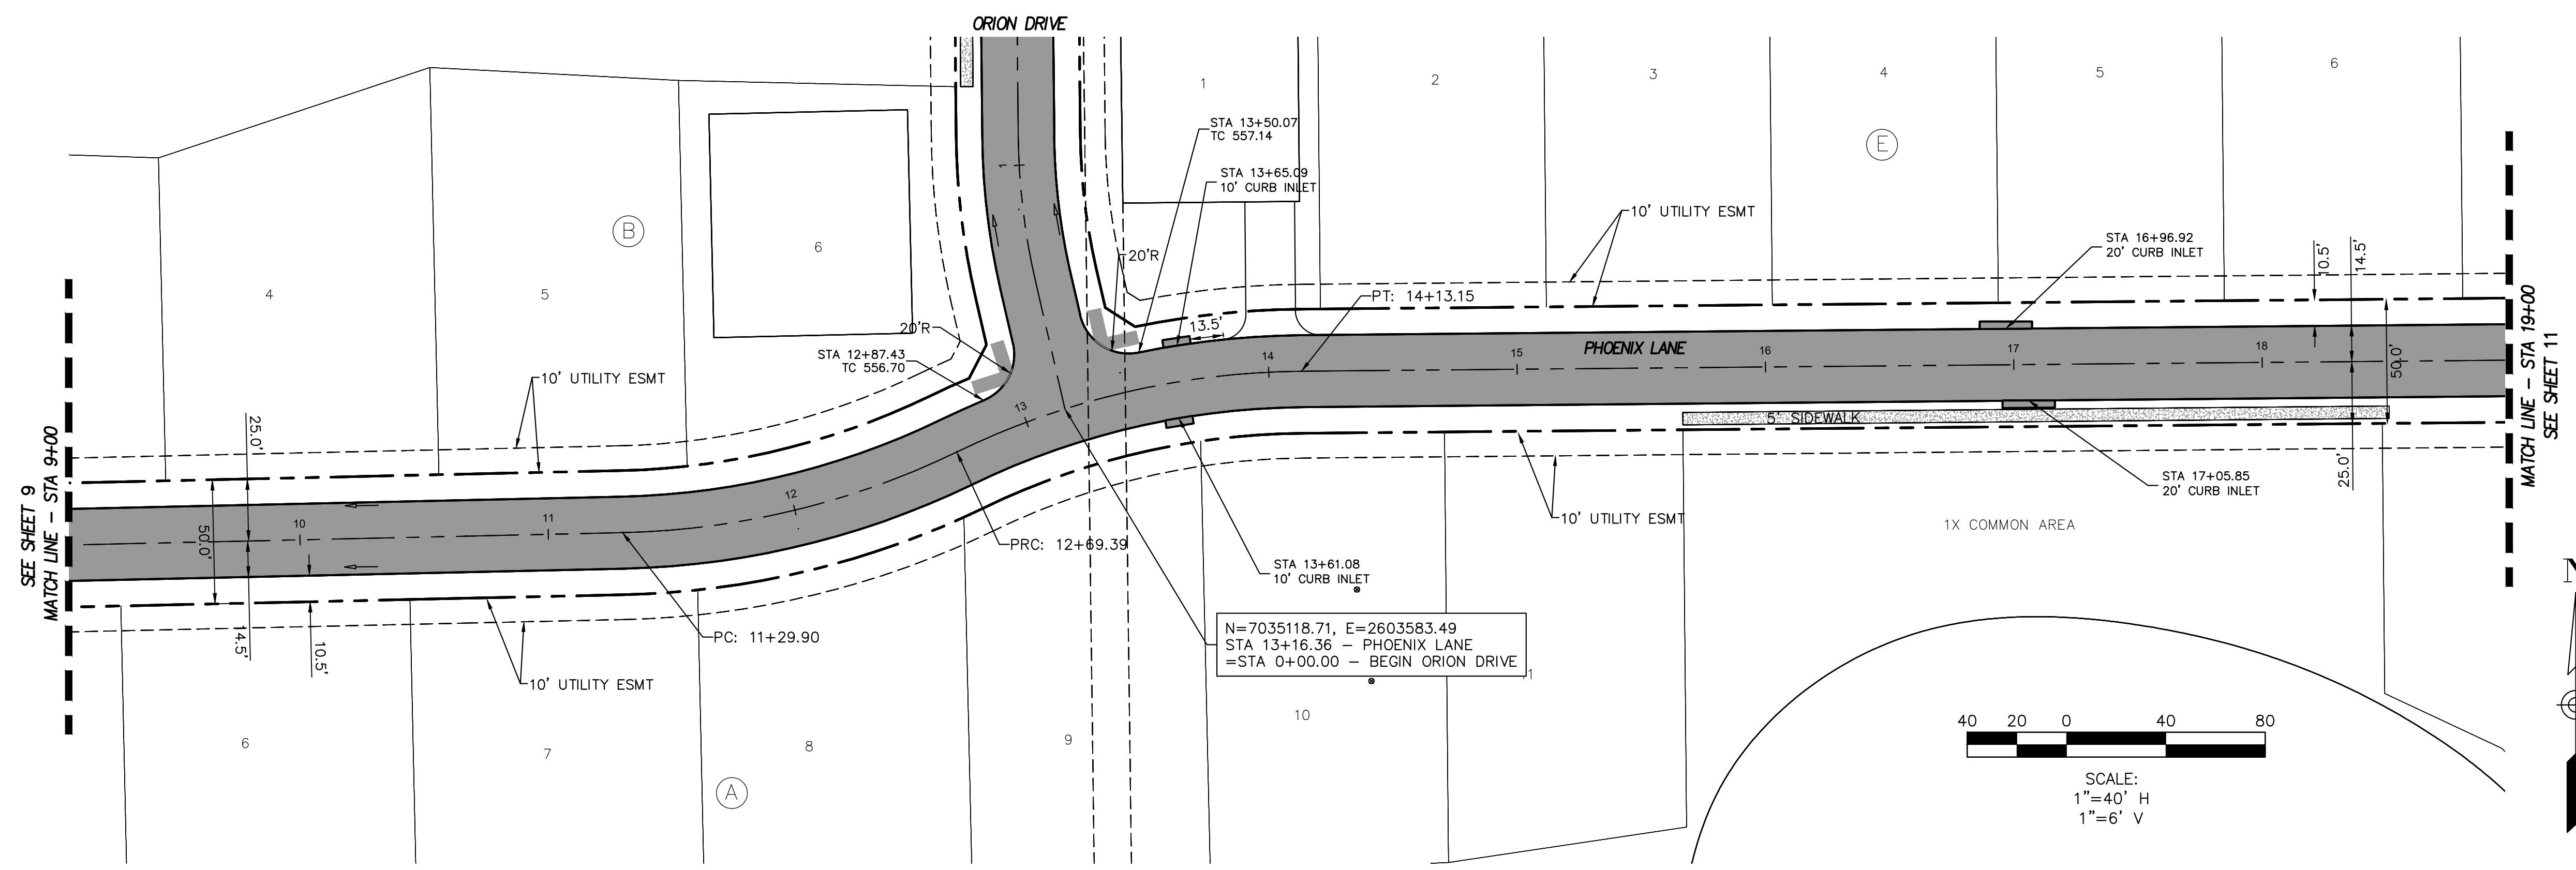 ORION DRIVE
1
2
3
4
5
6
E
STA 13+50.07
TC 557.14
STA 13+65.09
10' CURB INLET
1
10' UTILITY ESMT
B
6
4
5
20'R
20'R
13.5'
PT: 14+13.15
STA 16+96.92
20' CURB INLET
10.5'
14.5'
50.0'
25.0'
STA 12+87.43
TC 556.70
10' UTILITY ESMT
PHOENIX LANE
10
11
12
13
14
15
16
17
18
5' SIDEWALK
MATCH LINE – STA 19+00
SEE SHEET 11
SEE SHEET 9
MATCH LINE – STA 9+00
25.0'
50.0'
4.5'
10.5'
PRC: 12+69.39
PC: 11+29.90
STA 17+05.85
20' CURB INLET
10' UTILITY ESMT
1X COMMON AREA
STA 13+61.08
10' CURB INLET
N=7035118.71, E=2603583.49
STA 13+16.36 – PHOENIX LANE
=STA 0+00.00 – BEGIN ORION DRIVE
10' UTILITY ESMT
6
7
8
9
10
A
40 20 0 40 80
SCALE:
1"=40' H
1"=6' V